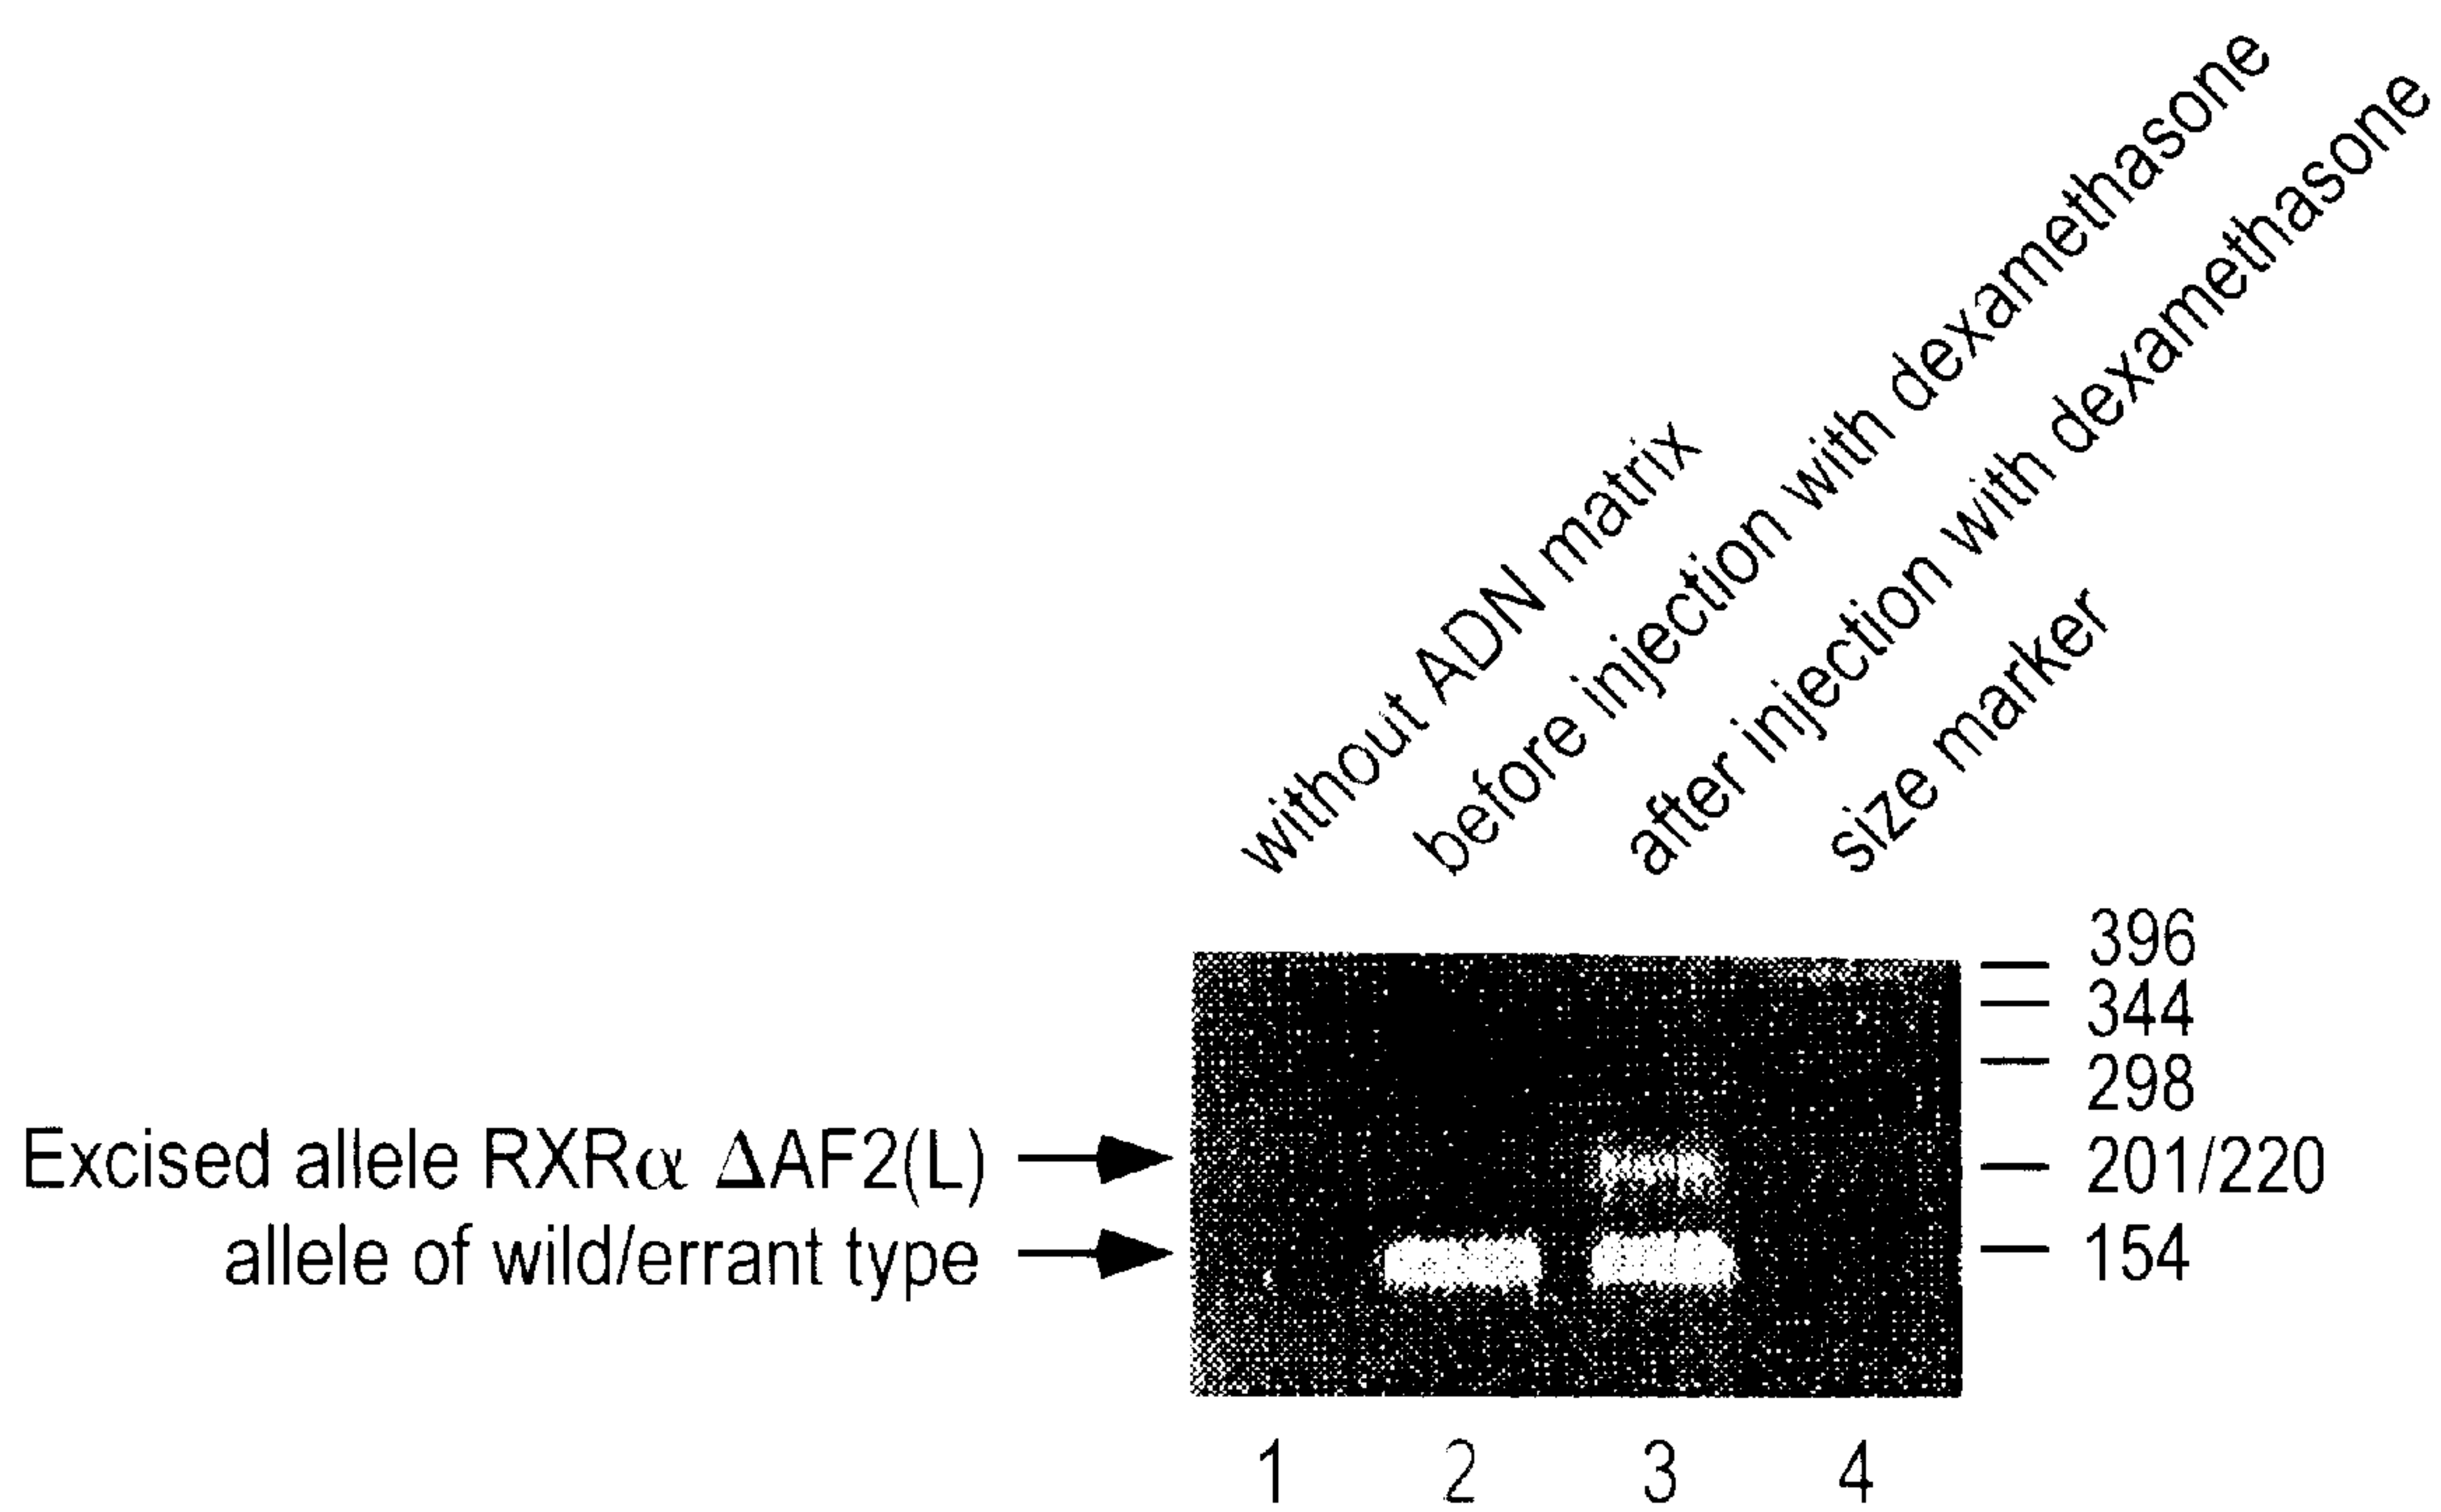 without ADN matrix
before injection with dexamethasone
after injection with dexamethasone
size marker
396
344
298
Excised allele RXRα ΔAF2(L)
201/220
allele of wild/errant type
154
1 2 3 4